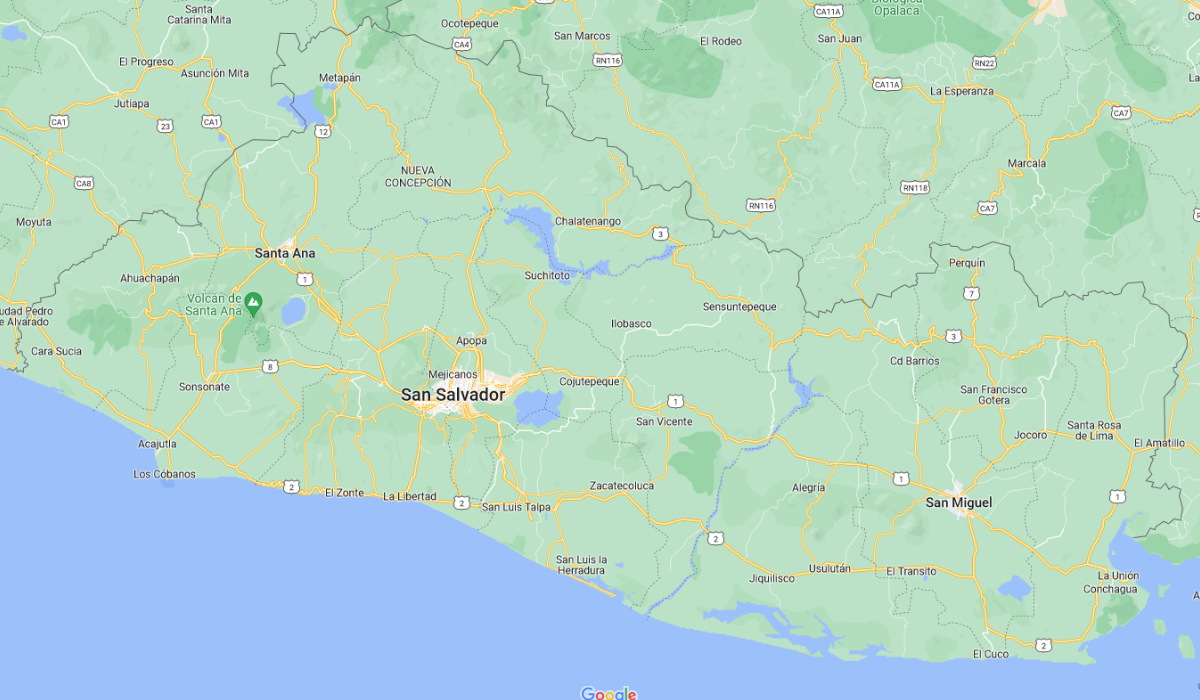 Santa
Catarina Mita
Ocotepeque
CA4
San Marcos
RN116
El Rodeo
CA11A
San Juan
Biológica
Opalaca
RN22
CA11A
La Esperanza
CA7
El Progreso
Asunción Mita
Metapán
Jutiapa
CA1
23
CA1
12
NUEVA
CONCEPCIÓN
CA8
Marcala
RN118
CA7
RN116
Moyuta
Chalatenango
3
Santa Ana
Perquín
Ahuachapán
1
Suchitoto
7
Volcán de
Santa Ana
Sensuntepeque
Ilobasco
3
Cara Sucia
Apopa
Cd Barrios
8
Mejicanos
Sonsonate
Cojutepeque
San Salvador
San Francisco
Gotera
1
San Vicente
Santa Rosa
de Lima
Jocoro
El Amatillo
Acajutla
Los Cóbanos
2
El Zonte
La Libertad
2
San Luis Talpa
Zacatecoluca
Alegría
1
San Miguel
1
2
San Luis la
Herradura
Jiquilisco
Usulután
El Transito
La Unión
Conchagua
2
El Cuco
Google